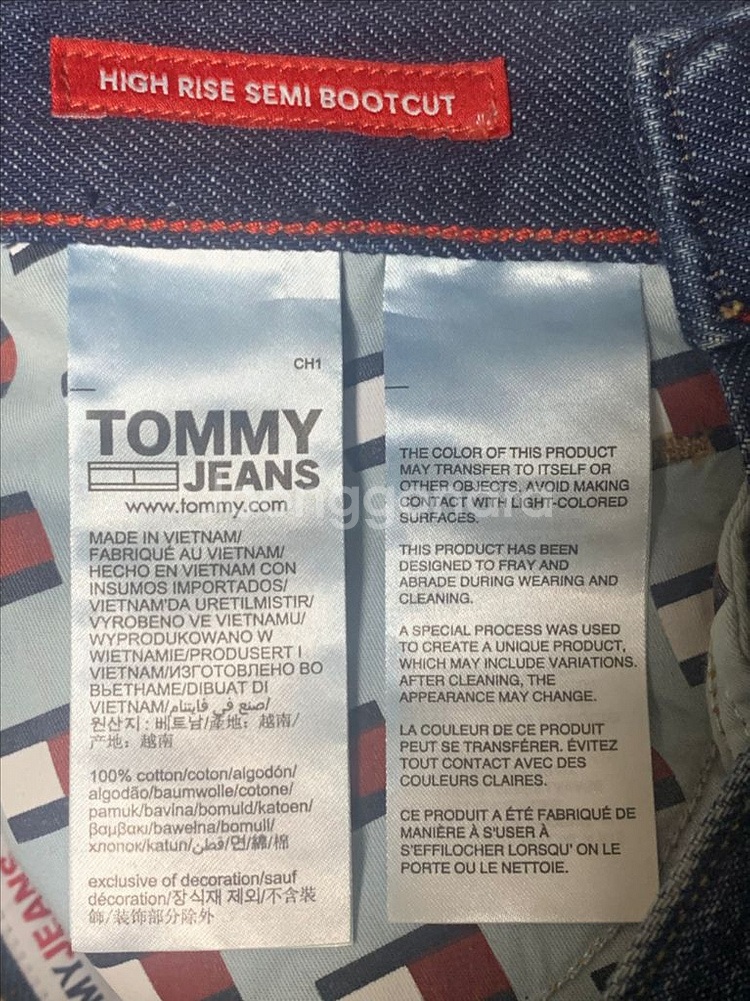 HIGH RISE SEMI BOOTCUT
CH1
TOMMY
JEANS
www.tommy.com
MADE IN VIETNAM/
FABRIQUÉ AU VIETNAM/
HECHO EN VIETNAM CON
INSUMOS IMPORTADOS/
VIETNAM'DA URETILMISTIR/
VYROBENO VE VIETNAMU/
WYPRODUKOWANO W
WIETNAMIE/PRODUSERT I
VIETNAM/ИЗГОТОВЛЕНО ВО
ВЬЕТНАМЕ/DIBUAT DI
VIETNAM/صنع في فايتنام/
원산지 : 베트남/產地：越南/
产地：越南
100% cotton/coton/algodón/
algodão/baumwolle/cotone/
pamuk/bavlna/bomuld/katoen/
βαμβακι/bawełna/bomull/
хлопок/katun/قطن/면/綿/棉
exclusive of decoration/sauf
décoration/장식재 제외/不含裝
飾/装饰部分除外
THE COLOR OF THIS PRODUCT
MAY TRANSFER TO ITSELF OR
OTHER OBJECTS, AVOID MAKING
CONTACT WITH LIGHT-COLORED
SURFACES.
THIS PRODUCT HAS BEEN
DESIGNED TO FRAY AND
ABRADE DURING WEARING AND
CLEANING.
A SPECIAL PROCESS WAS USED
TO CREATE A UNIQUE PRODUCT,
WHICH MAY INCLUDE VARIATIONS.
AFTER CLEANING, THE
APPEARANCE MAY CHANGE.
LA COULEUR DE CE PRODUIT
PEUT SE TRANSFÉRER. ÉVITEZ
TOUT CONTACT AVEC DES
COULEURS CLAIRES.
CE PRODUIT A ÉTÉ FABRIQUÉ DE
MANIÈRE À S'USER À
S'EFFILOCHER LORSQU' ON LE
PORTE OU LE NETTOIE.
MY JEANS